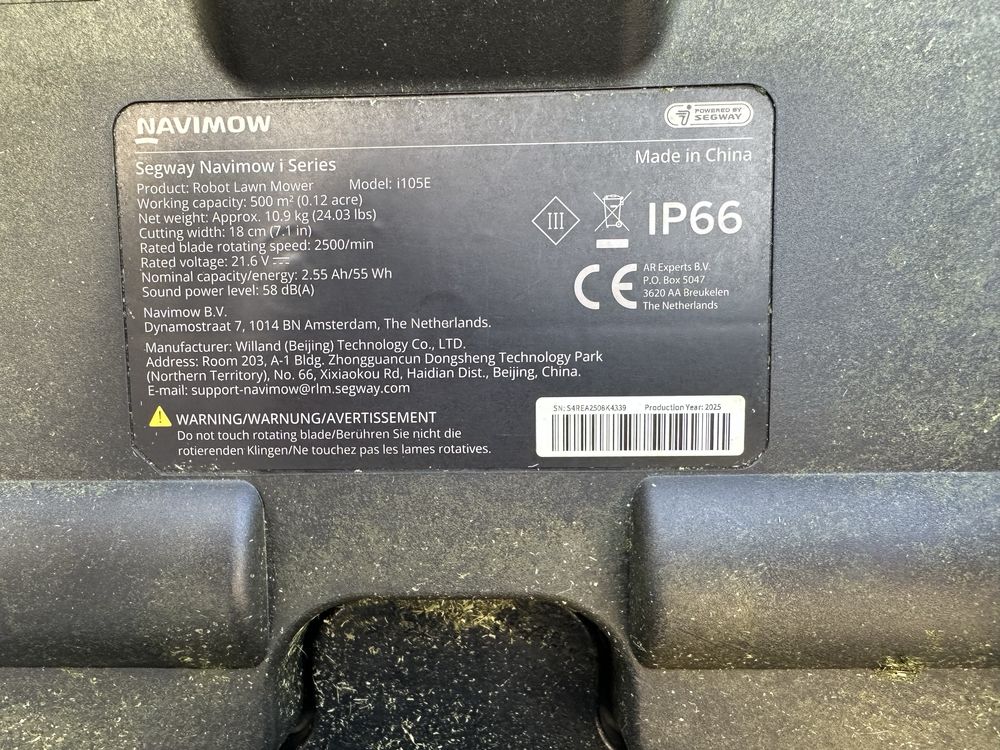 NAVIMOW
POWERED BY
SEGWAY
Segway Navimow i Series
Made in China
Product: Robot Lawn Mower Model: i105E
Working capacity: 500 m² (0.12 acre)
Net weight: Approx. 10.9 kg (24.03 lbs)
Cutting width: 18 cm (7.1 in)
Rated blade rotating speed: 2500/min
Rated voltage: 21.6 V ⎓
Nominal capacity/energy: 2.55 Ah/55 Wh
Sound power level: 58 dB(A)
III
IP66
CE
AR Experts B.V.
P.O. Box 5047
3620 AA Breukelen
The Netherlands
Navimow B.V.
Dynamostraat 7, 1014 BN Amsterdam, The Netherlands.
Manufacturer: Willand (Beijing) Technology Co., LTD.
Address: Room 203, A-1 Bldg. Zhongguancun Dongsheng Technology Park
(Northern Territory), No. 66, Xixiaokou Rd, Haidian Dist., Beijing, China.
E-mail: support-navimow@rlm.segway.com
WARNING/WARNUNG/AVERTISSEMENT
Do not touch rotating blade/Berühren Sie nicht die
rotierenden Klingen/Ne touchez pas les lames rotatives.
SN: S4REA2506K4339 Production Year: 2025